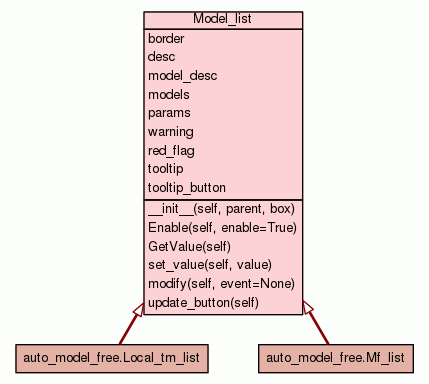 Model_list
border
desc
model_desc
models
params
warning
red_flag
tooltip
tooltip_button
__init__(self, parent, box)
Enable(self, enable=True)
GetValue(self)
set_value(self, value)
modify(self, event=None)
update_button(self)
auto_model_free.Local_tm_list
auto_model_free.Mf_list